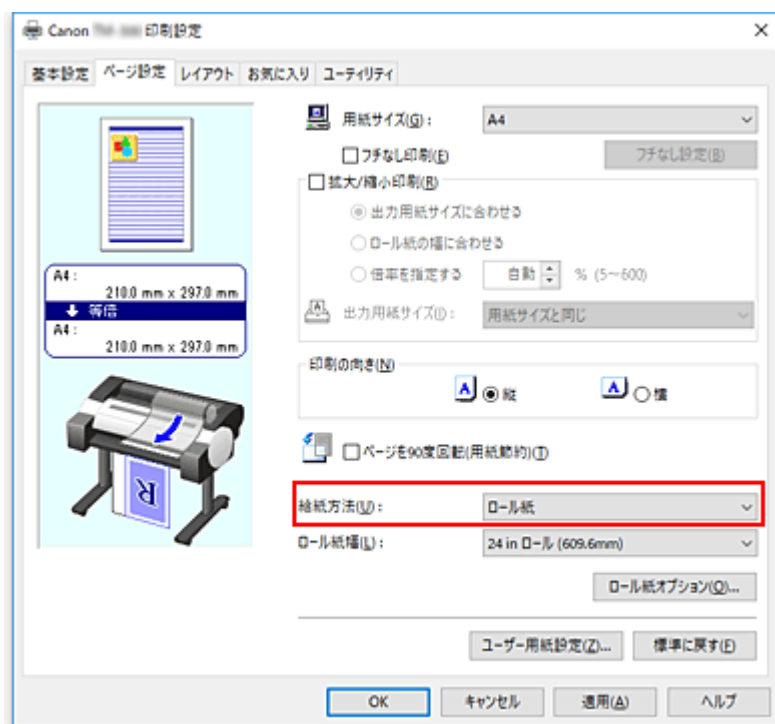 Canon 印刷設定
基本設定 ページ設定 レイアウト お気に入り ユーティリティ
用紙サイズ(G): A4
フチなし印刷(E) フチなし設定(B)
拡大/縮小印刷(R)
出力用紙サイズに合わせる
ロール紙の幅に合わせる
倍率を指定する 自動 % (5～600)
出力用紙サイズ(I): 用紙サイズと同じ
A4 :
210.0 mm x 297.0 mm
等倍
A4 :
210.0 mm x 297.0 mm
印刷の向き(N)
A 縦 A 横
ページを90度回転(用紙節約)(T)
給紙方法(U): ロール紙
ロール紙幅(L): 24 in ロール (609.6mm)
R
ロール紙オプション(O)...
ユーザー用紙設定(Z)... 標準に戻す(F)
OK キャンセル 適用(A) ヘルプ